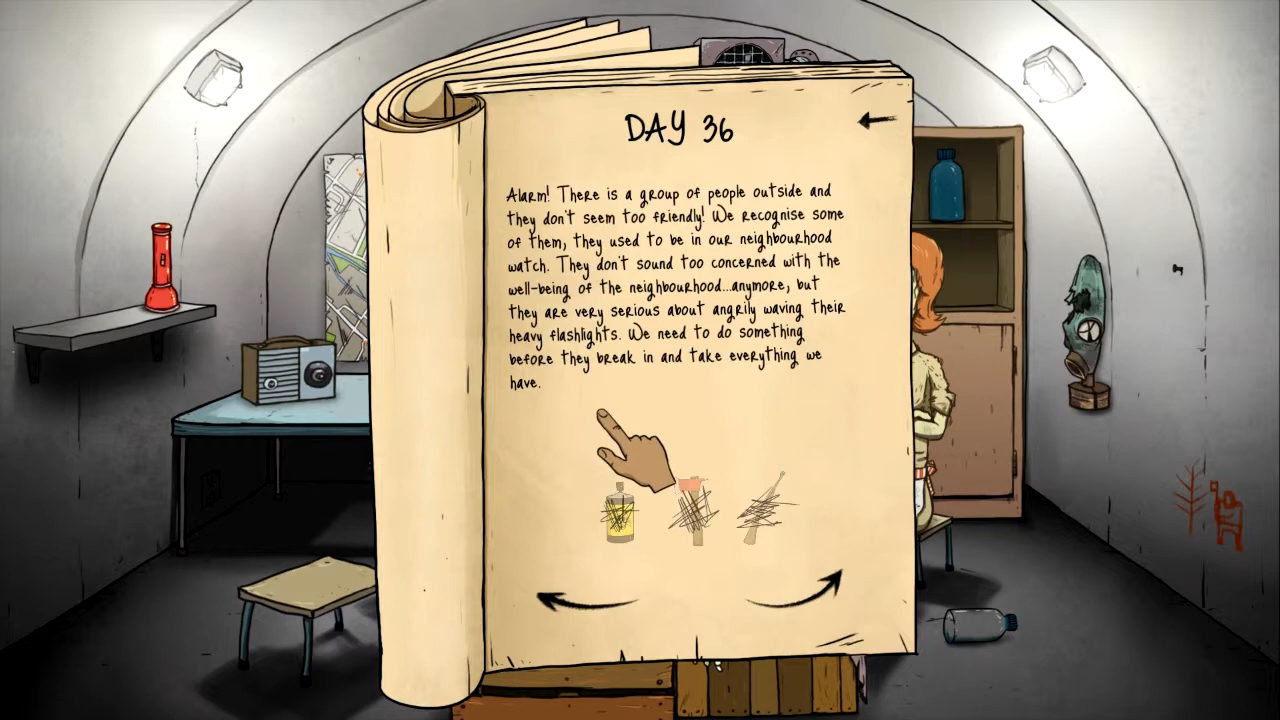 DAY 36
Alarm! There is a group of people outside and
they don't seem too friendly! We recognise some
of them, they used to be in our neighbourhood
watch. They don't sound too concerned with the
well-being of the neighbourhood...anymore, but
they are very serious about angrily waving their
heavy flashlights. We need to do something
before they break in and take everything we
have.